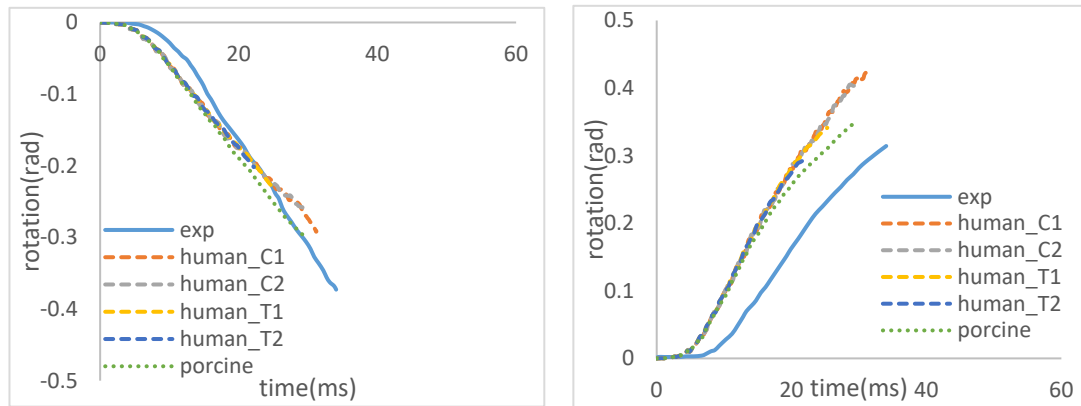 0
0
20
40
60
-0.1
-0.2
-0.3
-0.4
-0.5
rotation(rad)
exp
human_C1
human_C2
human_T1
human_T2
porcine
time(ms)
0.5
0.4
0.3
0.2
0.1
0
rotation(rad)
exp
human_C1
human_C2
human_T1
human_T2
porcine
0
20
40
60
time(ms)